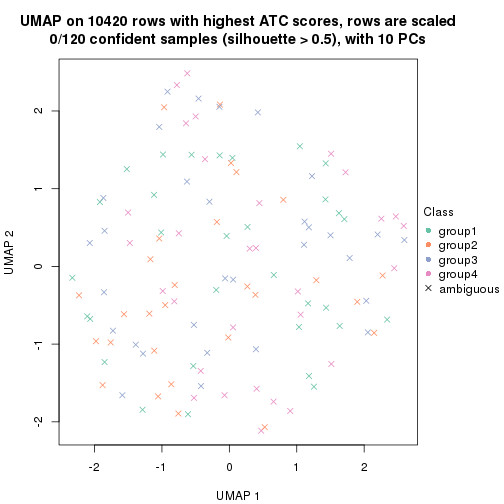 UMAP on 10420 rows with highest ATC scores, rows are scaled
0/120 confident samples (silhouette > 0.5), with 10 PCs
UMAP 2
2
1
0
-1
-2
-2
-1
0
1
2
UMAP 1
Class
group1
group2
group3
group4
ambiguous